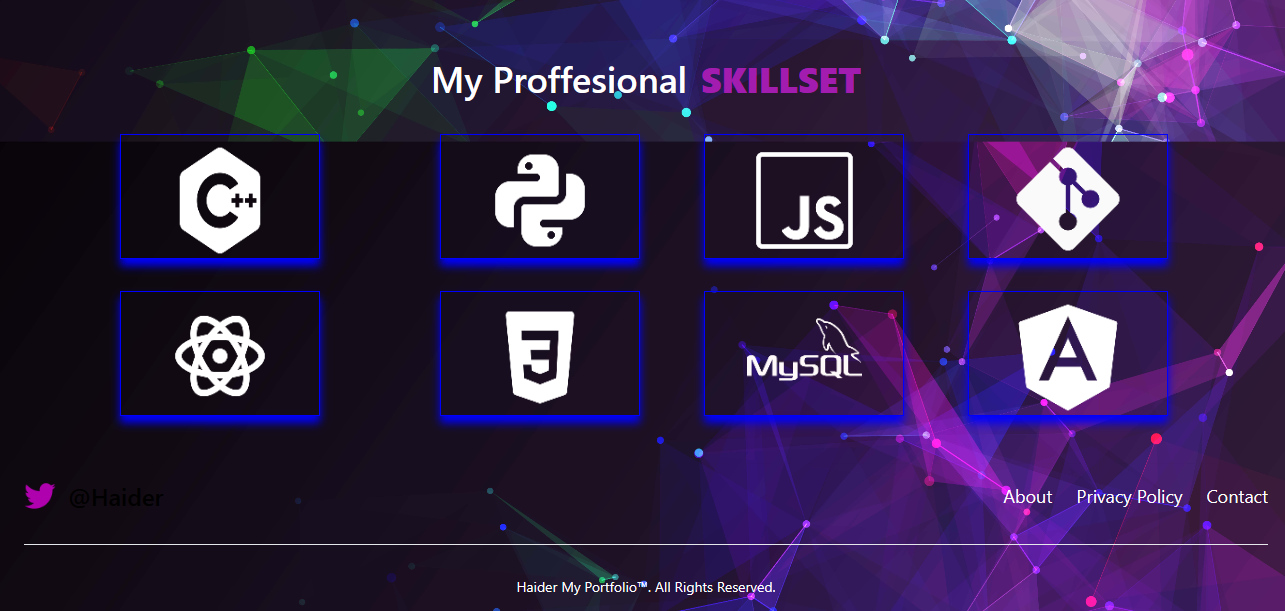 My Proffesional SKILLSET
C++
JS
3
MySQL
A
@Haider
About Privacy Policy Contact
Haider My Portfolio™. All Rights Reserved.